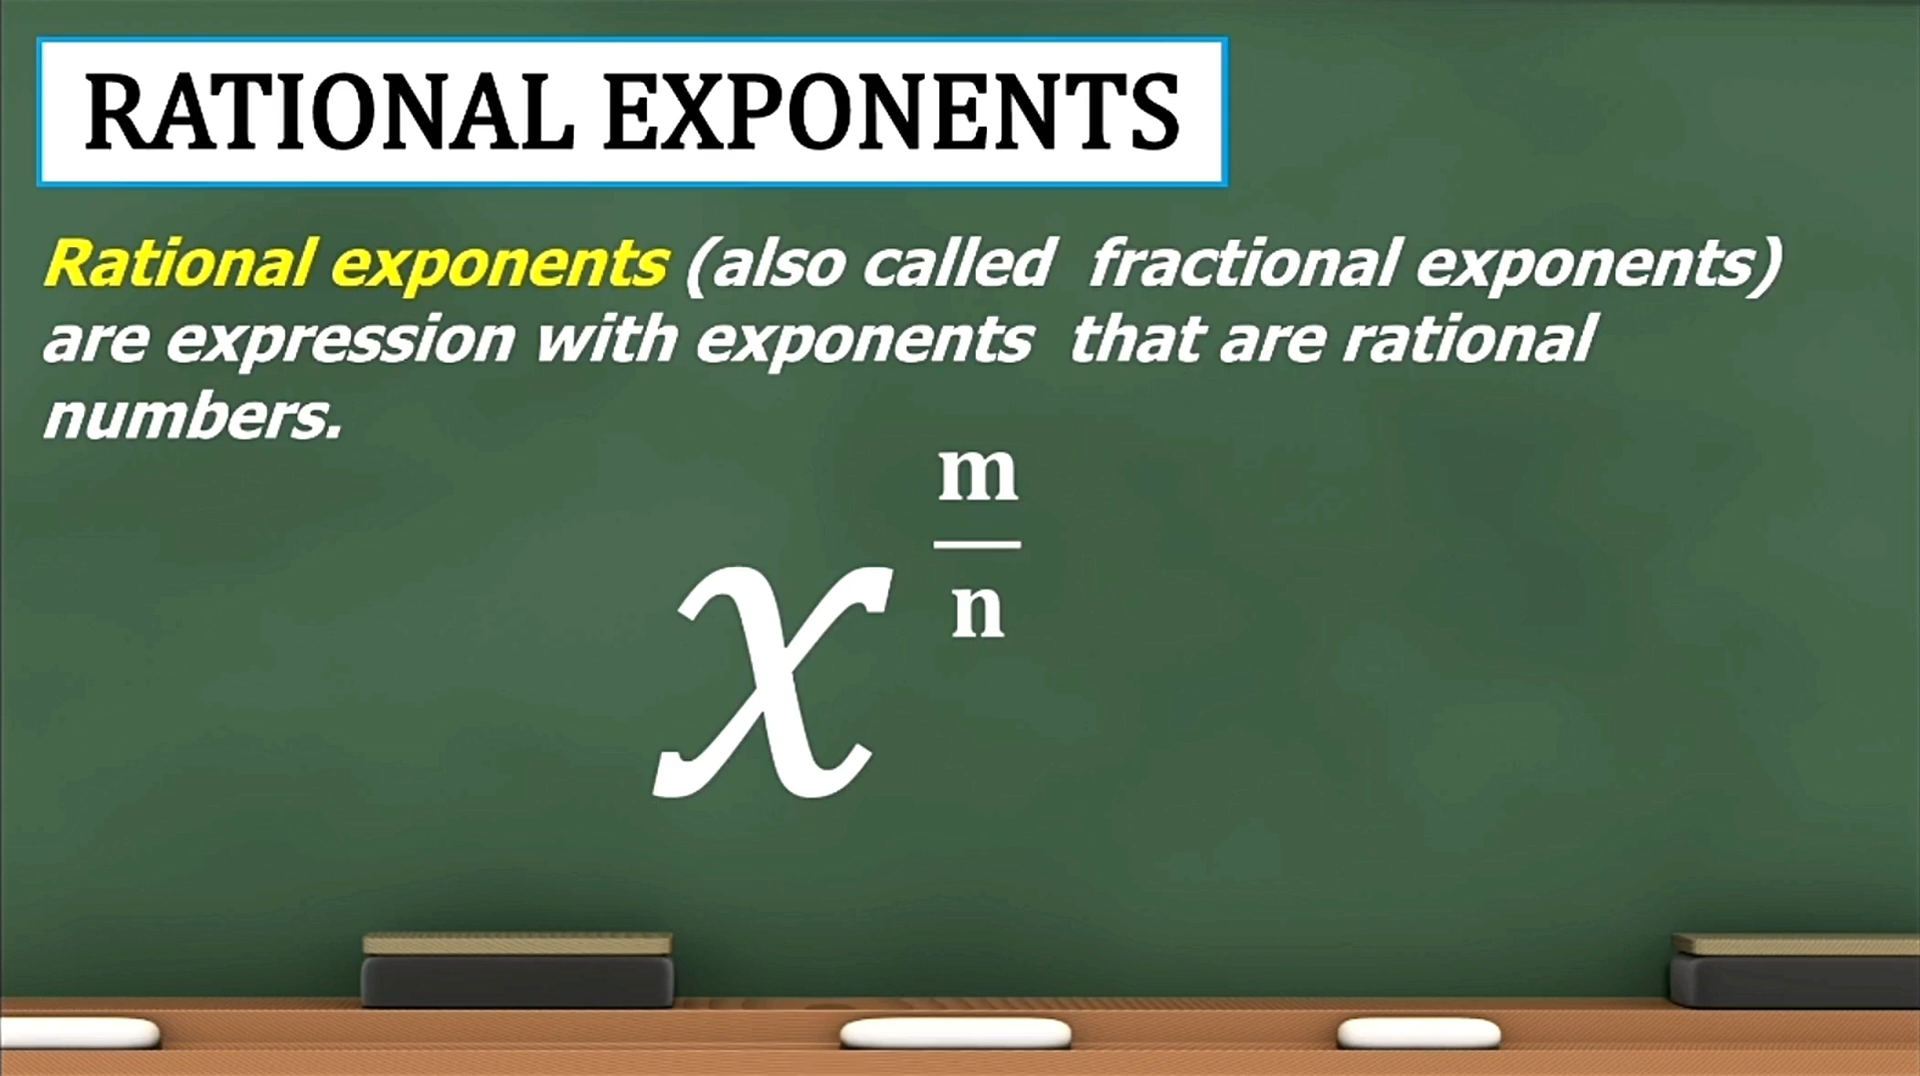 RATIONAL EXPONENTS
Rational exponents (also called fractional exponents)
are expression with exponents that are rational
numbers.
x^(m/n)